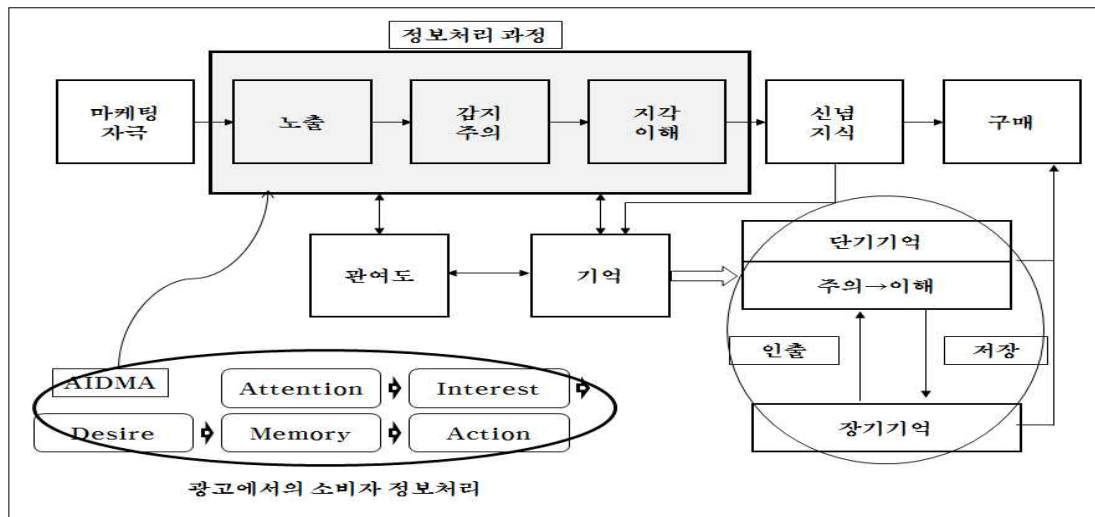 정보처리 과정
마케팅
자극
노출
감지
주의
지각
이해
신념
지식
구매
관여도
기억
단기기억
주의→이해
인출
저장
장기기억
AIDMA
Attention
Interest
Desire
Memory
Action
광고에서의 소비자 정보처리